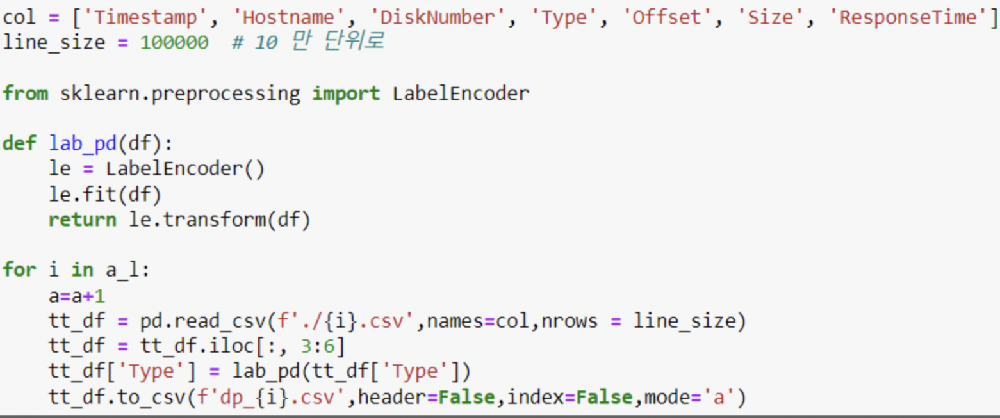 col = ['Timestamp', 'Hostname', 'DiskNumber', 'Type', 'Offset', 'Size', 'ResponseTime']
line_size = 100000  # 10 만 단위로
from sklearn.preprocessing import LabelEncoder
def lab_pd(df):
    le = LabelEncoder()
    le.fit(df)
    return le.transform(df)
for i in a_l:
    a=a+1
    tt_df = pd.read_csv(f'./{i}.csv',names=col,nrows = line_size)
    tt_df = tt_df.iloc[:, 3:6]
    tt_df['Type'] = lab_pd(tt_df['Type'])
    tt_df.to_csv(f'dp_{i}.csv',header=False,index=False,mode='a')